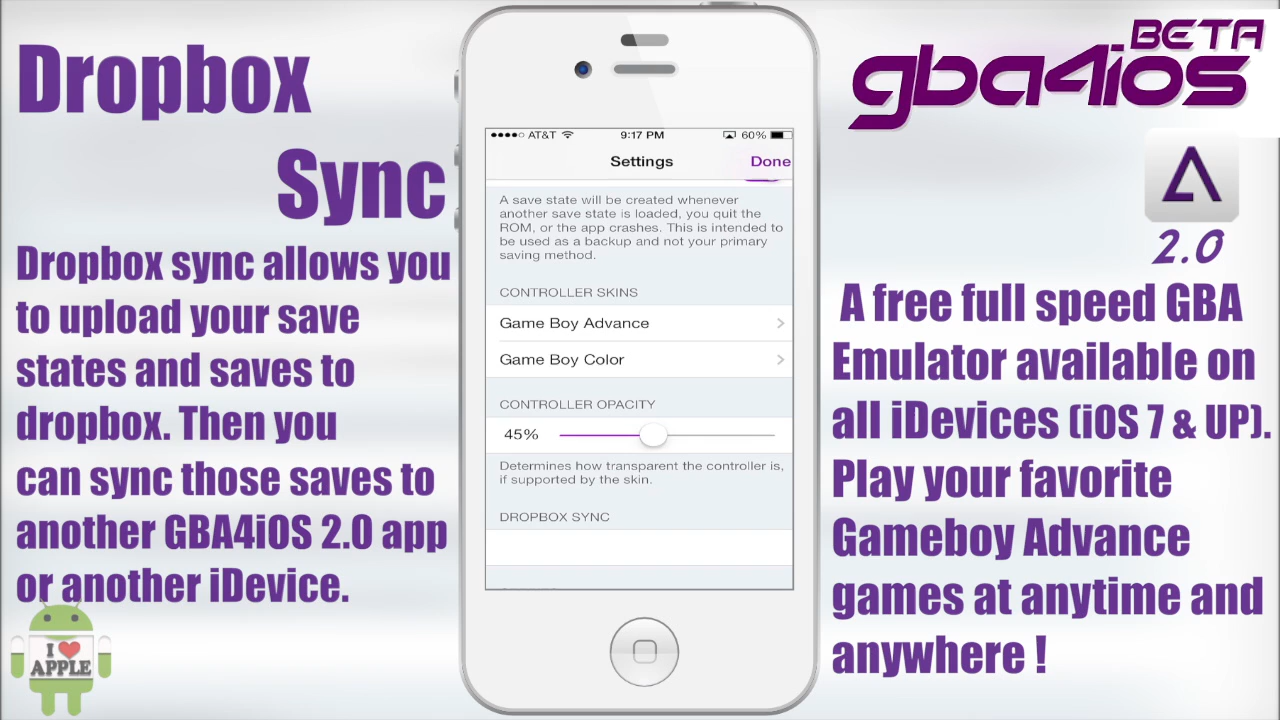 Dropbox
Sync
Dropbox sync allows you
to upload your save
states and saves to
dropbox. Then you
can sync those saves to
another GBA4iOS 2.0 app
or another iDevice.
I ❤ APPLE
●●●●○ AT&T 9:17 PM 60%
Settings Done
A save state will be created whenever
another save state is loaded, you quit the
ROM, or the app crashes. This is intended to
be used as a backup and not your primary
saving method.
CONTROLLER SKINS
Game Boy Advance
Game Boy Color
CONTROLLER OPACITY
45%
Determines how transparent the controller is,
if supported by the skin.
DROPBOX SYNC
BETA
gba4ios
2.0
A free full speed GBA
Emulator available on
all iDevices (iOS 7 & UP).
Play your favorite
Gameboy Advance
games at anytime and
anywhere !